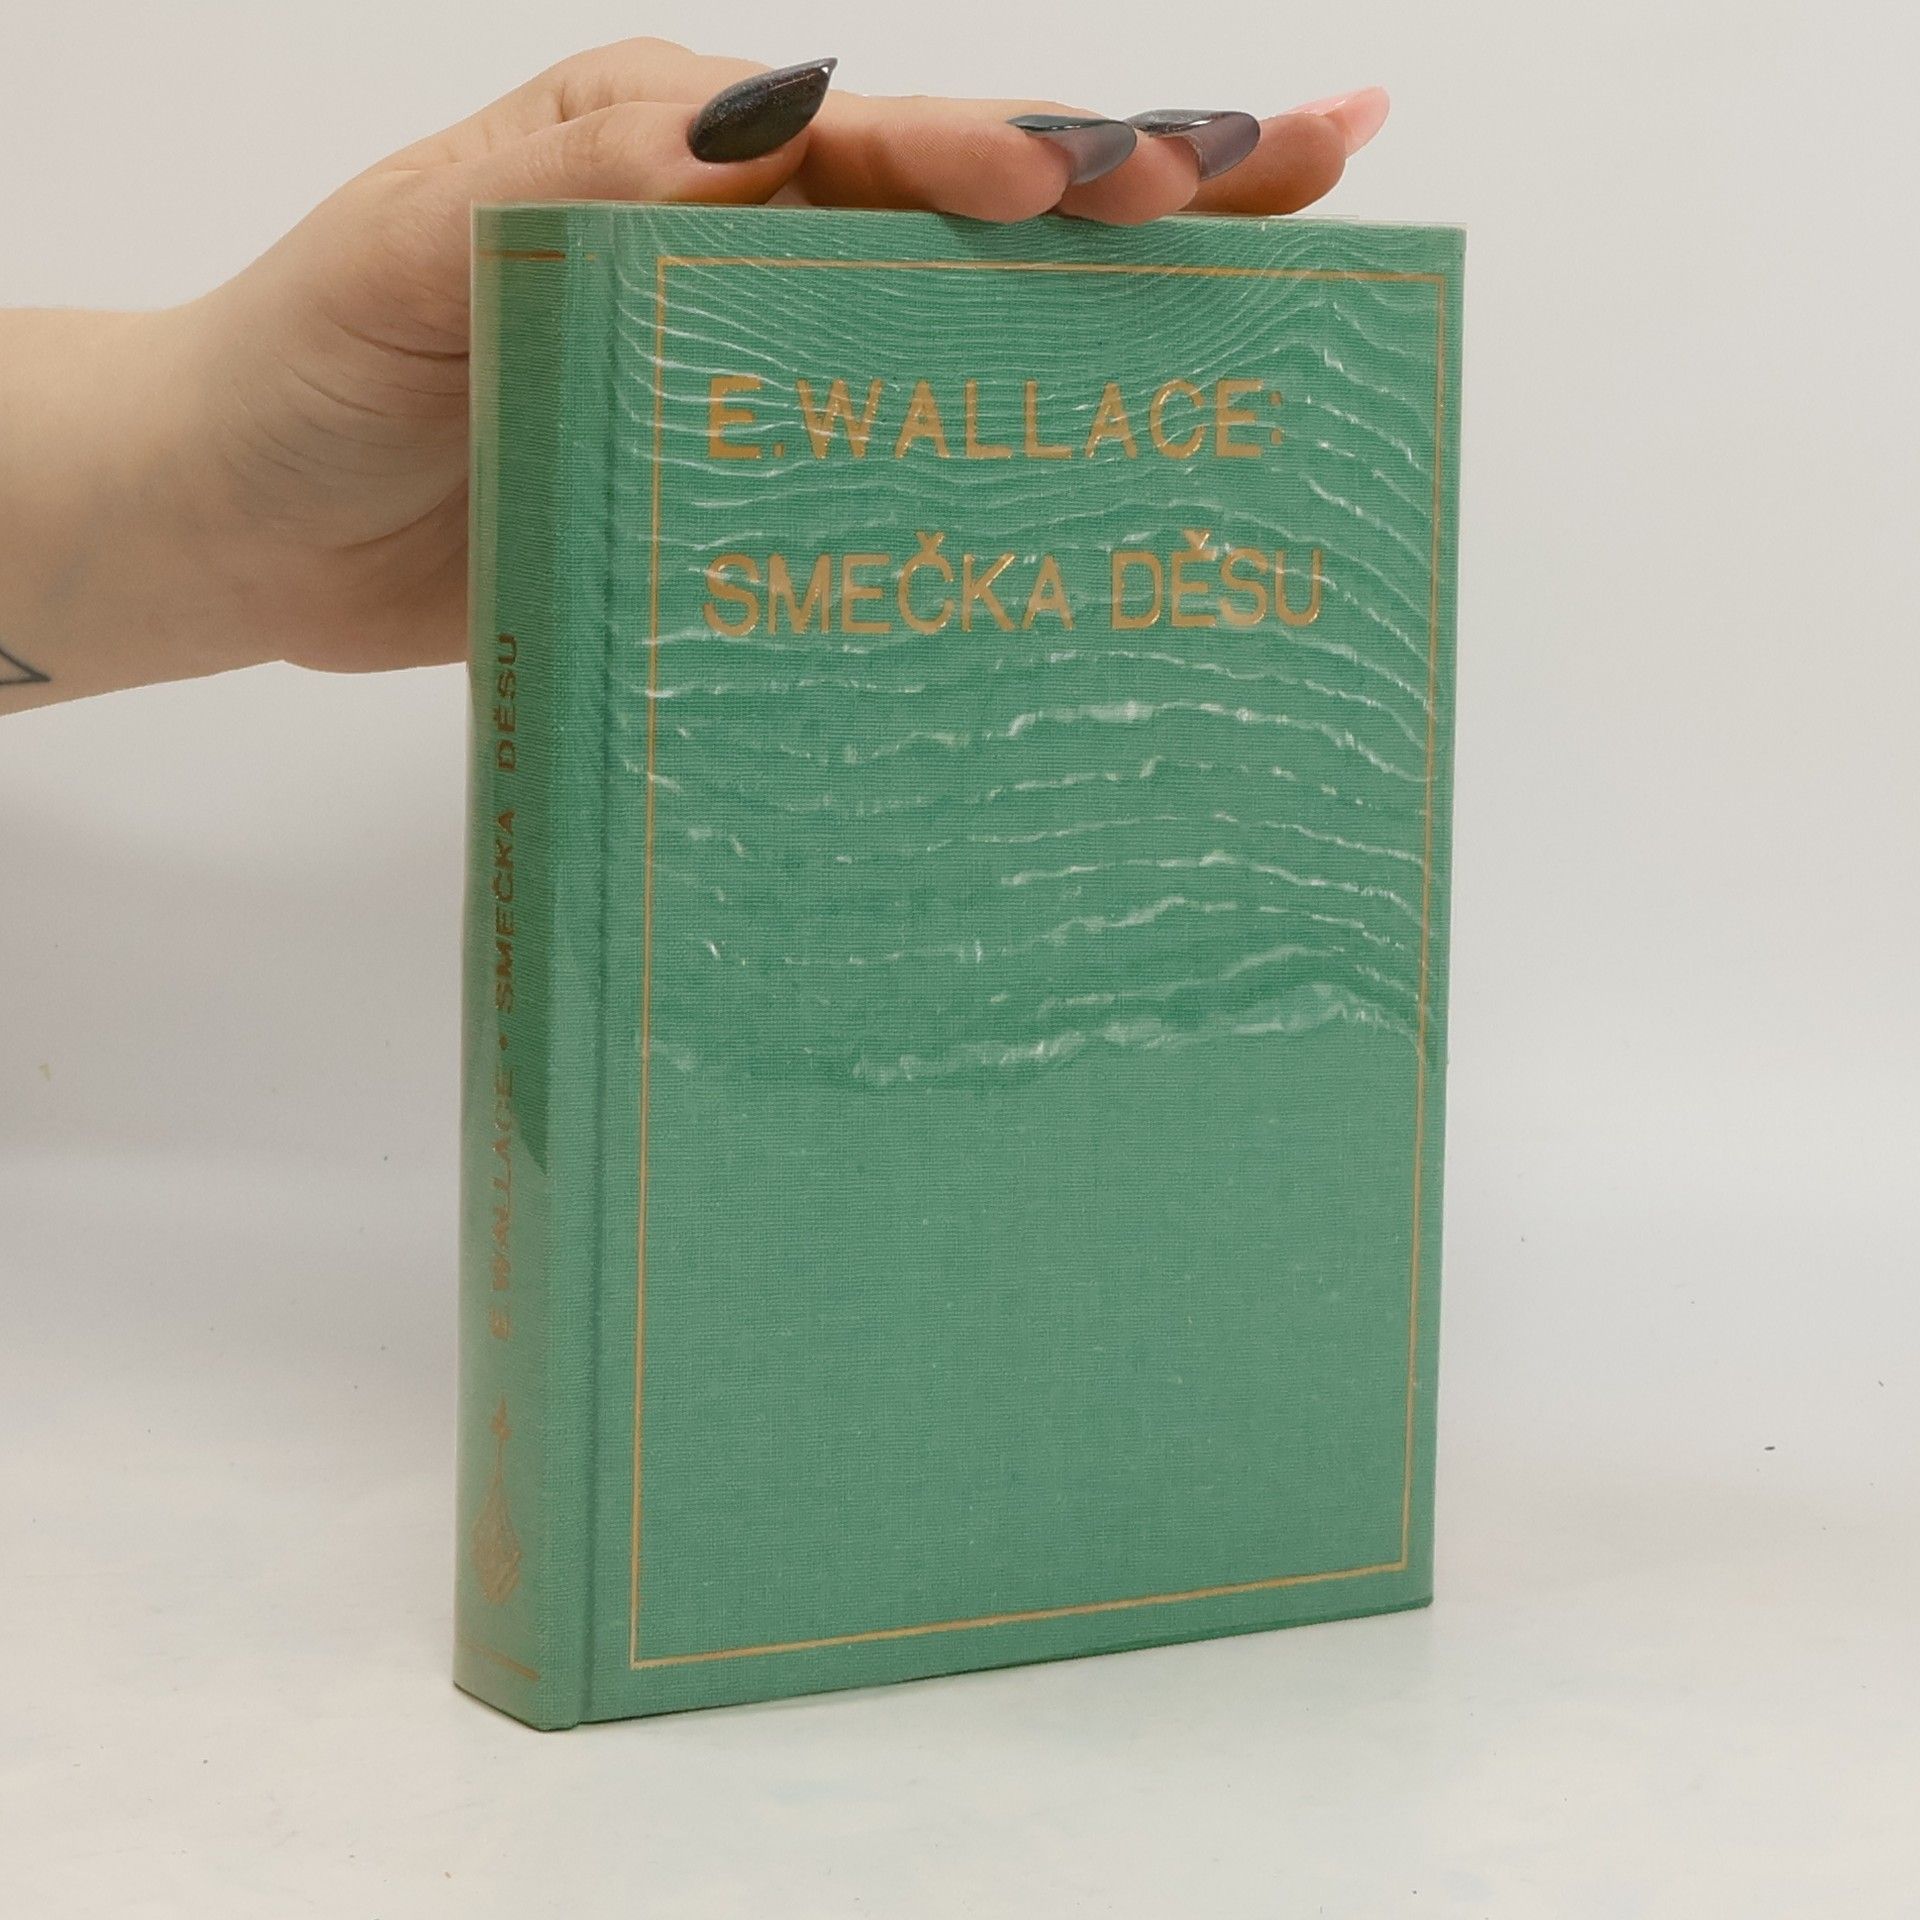 E.WALLACE:
SMEČKA DĚSU
E.WALLACE • SMEČKA DĚSU